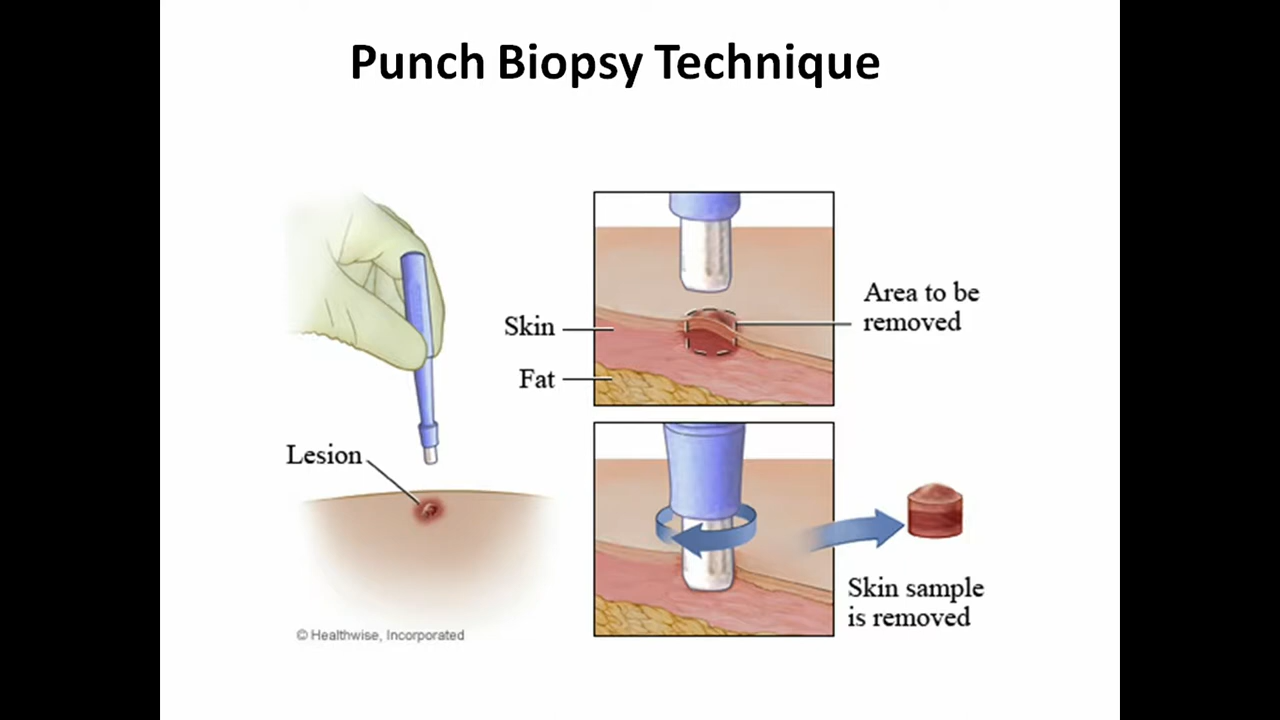 Punch Biopsy Technique
Lesion
© Healthwise, Incorporated
Skin
Fat
Area to be
removed
Skin sample
is removed